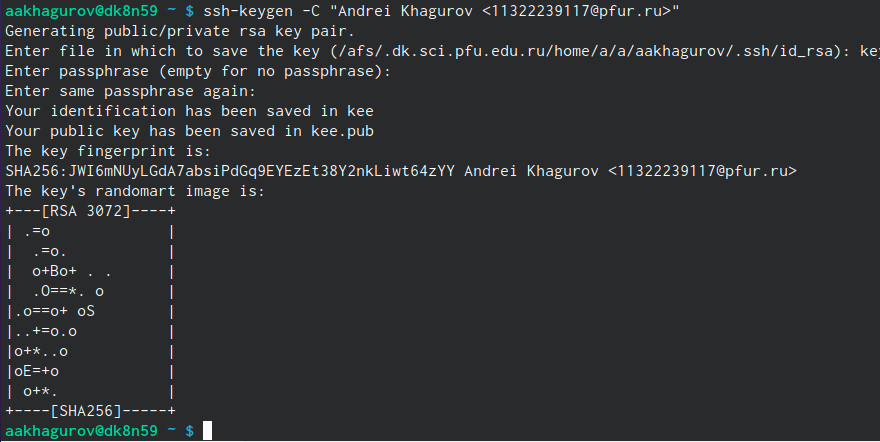 aakhagurov@dk8n59 ~ $ ssh-keygen -C "Andrei Khagurov <11322239117@pfur.ru>"
Generating public/private rsa key pair.
Enter file in which to save the key (/afs/.dk.sci.pfu.edu.ru/home/a/a/aakhagurov/.ssh/id_rsa): ke
Enter passphrase (empty for no passphrase):
Enter same passphrase again:
Your identification has been saved in kee
Your public key has been saved in kee.pub
The key fingerprint is:
SHA256:JWI6mNUyLGdA7absiPdGq9EYEzEt38Y2nkLiwt64zYY Andrei Khagurov <11322239117@pfur.ru>
The key's randomart image is:
+---[RSA 3072]----+
| .=o             |
|  .=o.           |
|  o+Bo+ . .      |
|  .O==*. o       |
|.o==o+ oS        |
|..+=o.o          |
|o+*..o           |
|oE=+o            |
| o+*.            |
+----[SHA256]-----+
aakhagurov@dk8n59 ~ $